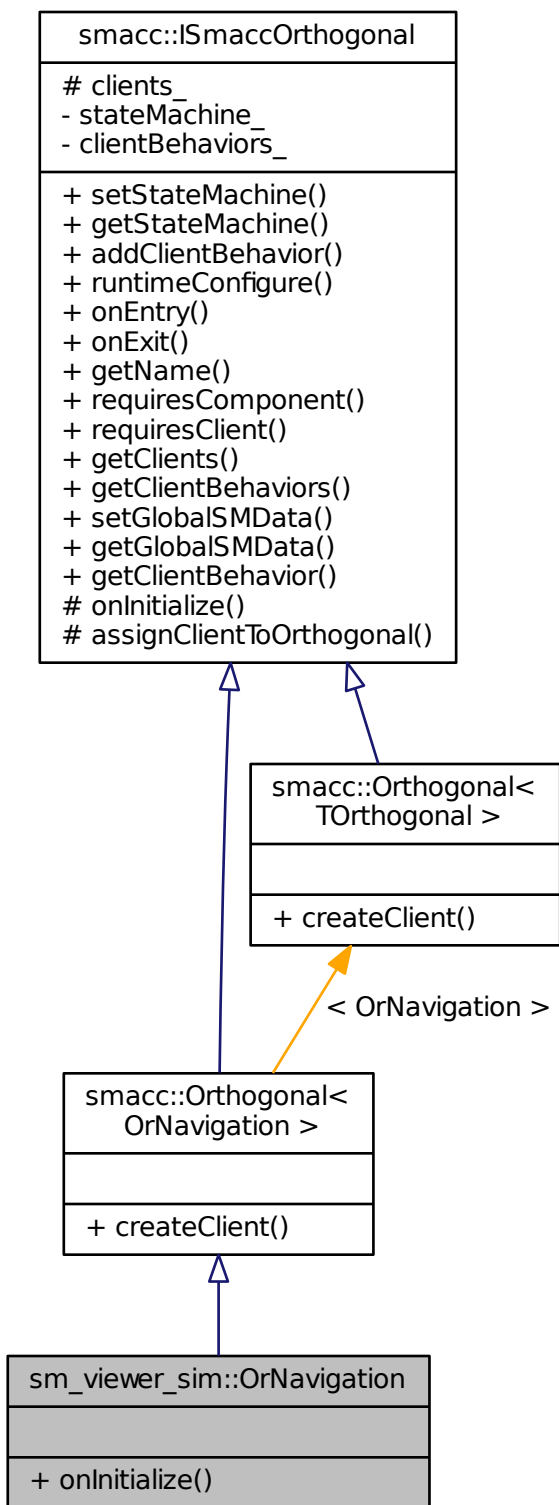 smacc::ISmaccOrthogonal
# clients_
- stateMachine_
- clientBehaviors_
+ setStateMachine()
+ getStateMachine()
+ addClientBehavior()
+ runtimeConfigure()
+ onEntry()
+ onExit()
+ getName()
+ requiresComponent()
+ requiresClient()
+ getClients()
+ getClientBehaviors()
+ setGlobalSMData()
+ getGlobalSMData()
+ getClientBehavior()
# onInitialize()
# assignClientToOrthogonal()
smacc::Orthogonal<
TOrthogonal >
+ createClient()
< OrNavigation >
smacc::Orthogonal<
OrNavigation >
+ createClient()
sm_viewer_sim::OrNavigation
+ onInitialize()